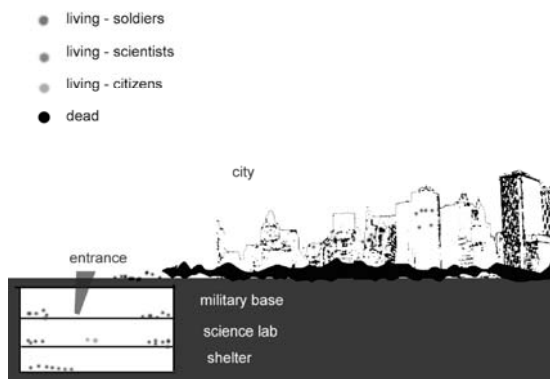 living - soldiers
living - scientists
living - citizens
dead
city
entrance
military base
science lab
shelter